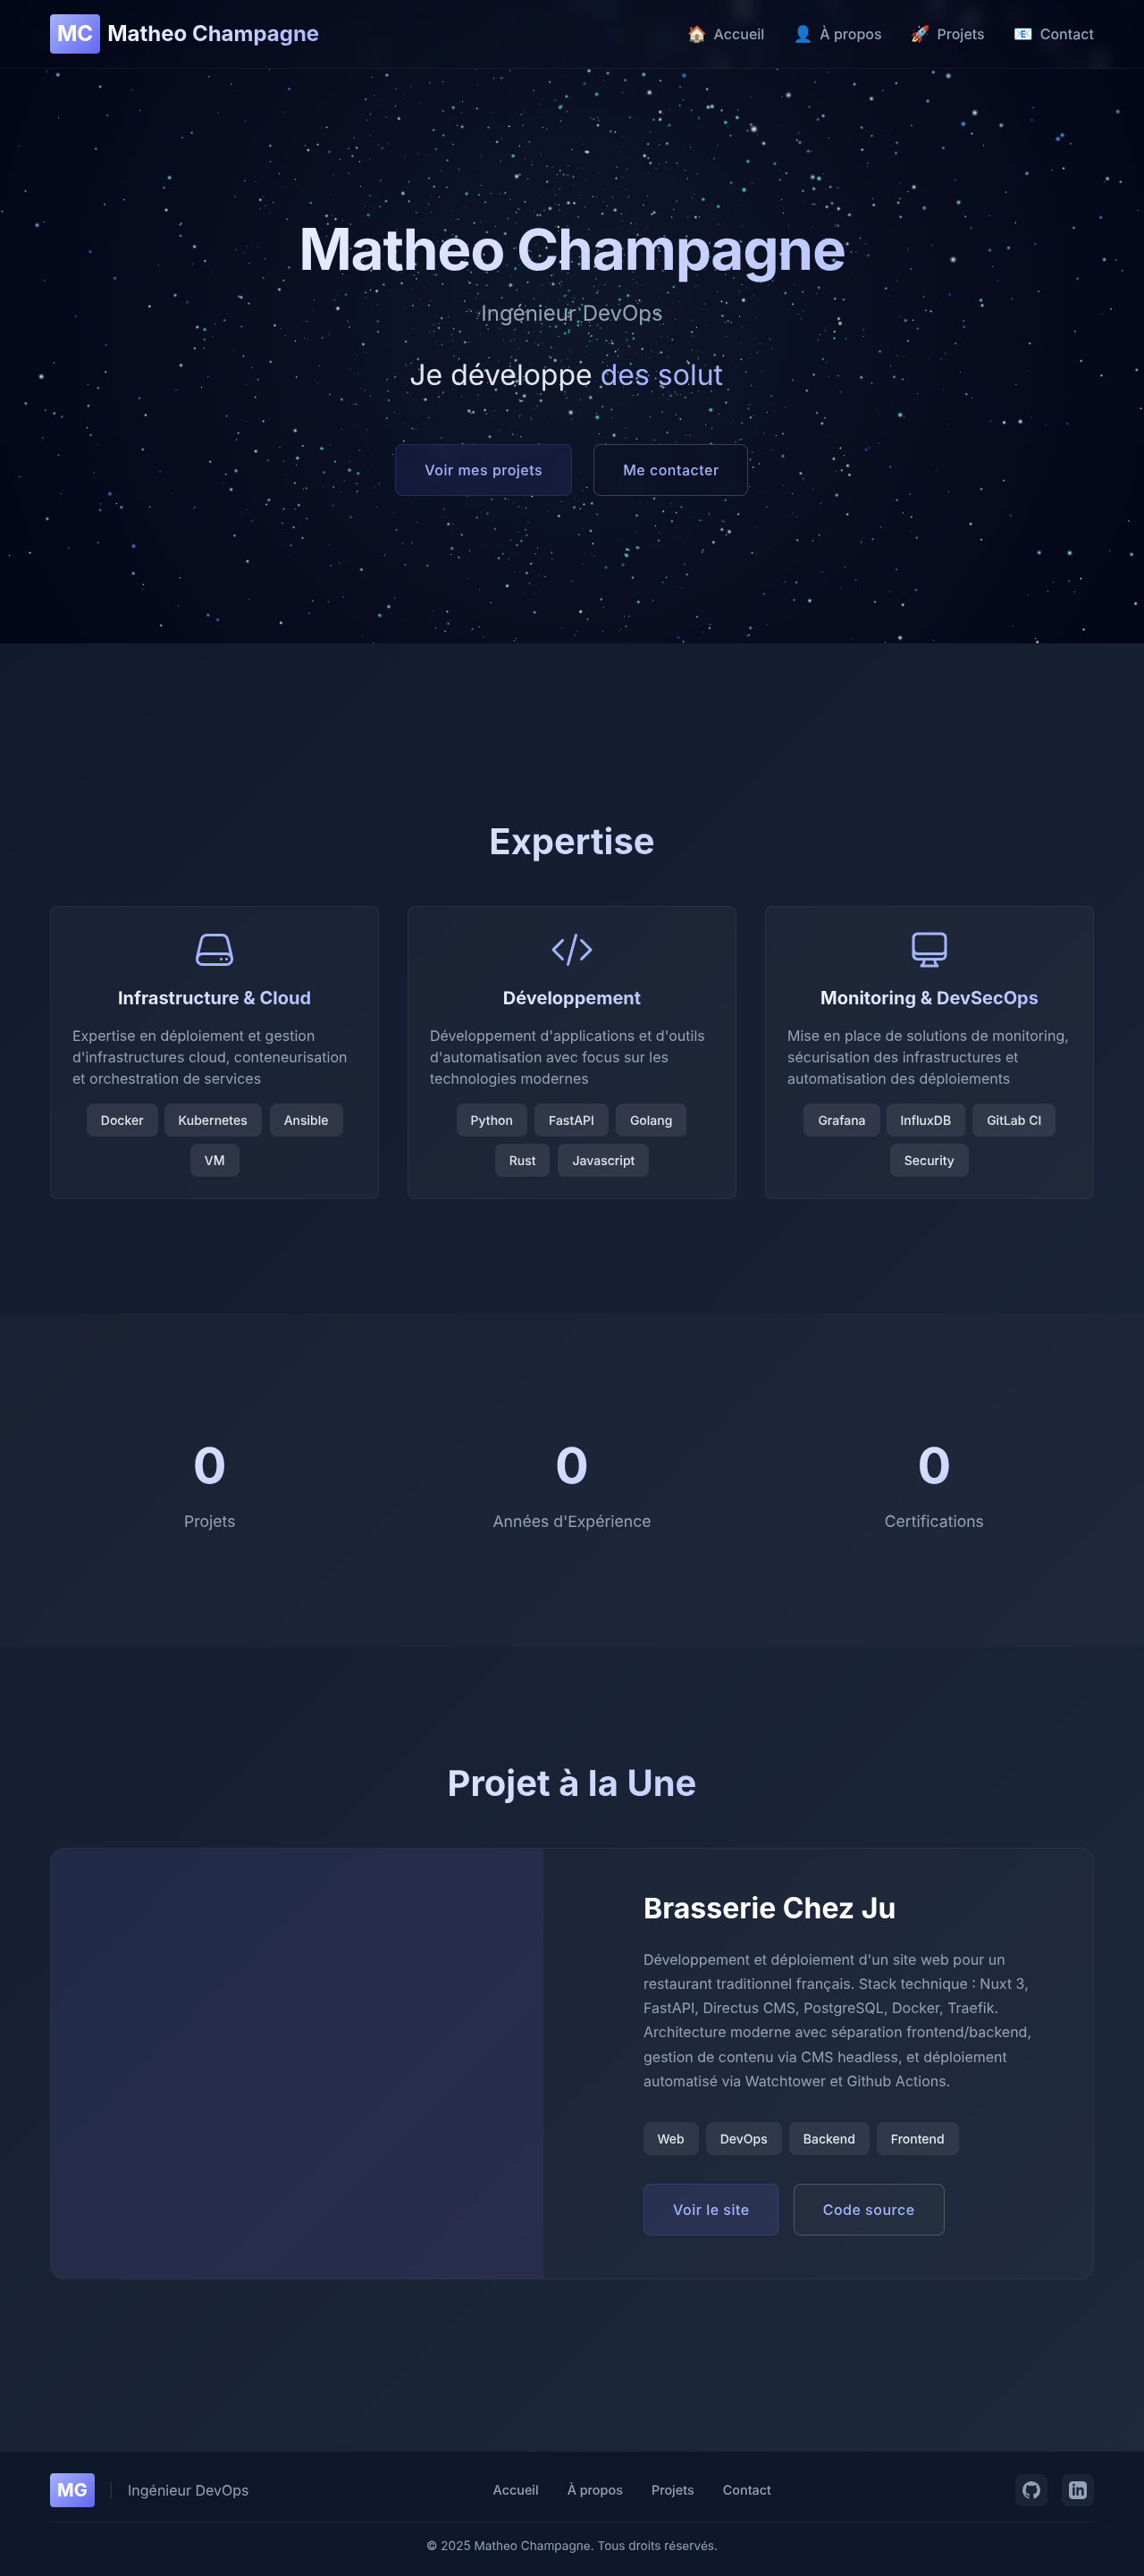 MC Matheo Champagne
🏠 Accueil 👤 À propos 🚀 Projets 📧 Contact
Matheo Champagne
Ingénieur DevOps
Je développe des solut
Voir mes projets Me contacter
Expertise
Infrastructure & Cloud
Expertise en déploiement et gestion
d'infrastructures cloud, conteneurisation
et orchestration de services
Docker Kubernetes Ansible
VM
Développement
Développement d'applications et d'outils
d'automatisation avec focus sur les
technologies modernes
Python FastAPI Golang
Rust Javascript
Monitoring & DevSecOps
Mise en place de solutions de monitoring,
sécurisation des infrastructures et
automatisation des déploiements
Grafana InfluxDB GitLab CI
Security
0
Projets
0
Années d'Expérience
0
Certifications
Projet à la Une
Brasserie Chez Ju
Développement et déploiement d'un site web pour un
restaurant traditionnel français. Stack technique : Nuxt 3,
FastAPI, Directus CMS, PostgreSQL, Docker, Traefik.
Architecture moderne avec séparation frontend/backend,
gestion de contenu via CMS headless, et déploiement
automatisé via Watchtower et Github Actions.
Web DevOps Backend Frontend
Voir le site Code source
MG Ingénieur DevOps
Accueil À propos Projets Contact
© 2025 Matheo Champagne. Tous droits réservés.